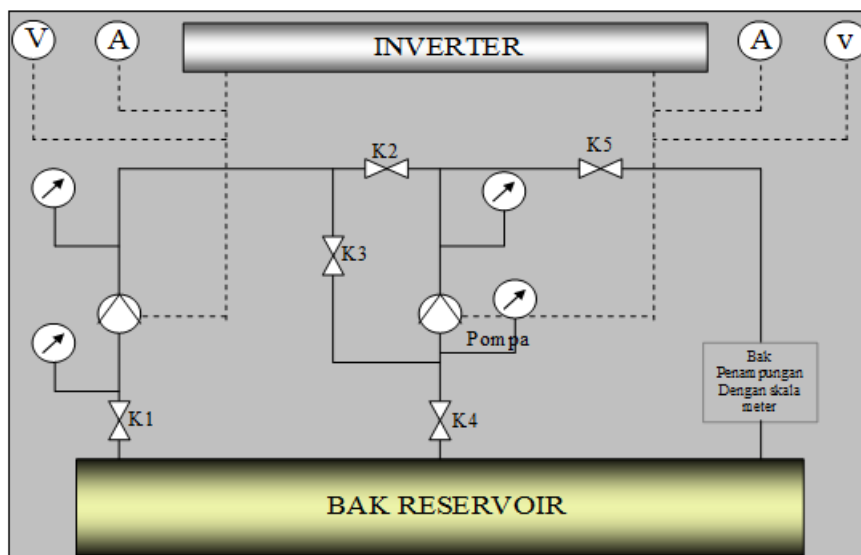 V
A
INVERTER
A
v
K2
K5
K3
Pompa
Bak
Penampungan
Dengan skala
meter
K1
K4
BAK RESERVOIR